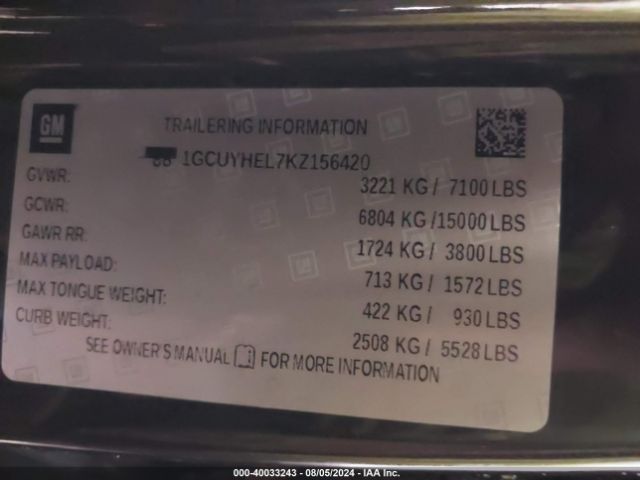 GM
TRAILERING INFORMATION
1GCUYHEL7KZ156420
GVWR: 3221 KG / 7100 LBS
GCWR: 6804 KG /15000 LBS
GAWR RR: 1724 KG / 3800 LBS
MAX PAYLOAD: 713 KG / 1572 LBS
MAX TONGUE WEIGHT: 422 KG / 930 LBS
CURB WEIGHT: 2508 KG / 5528 LBS
SEE OWNER'S MANUAL FOR MORE INFORMATION
000-40033243 - 08/05/2024 - IAA Inc.